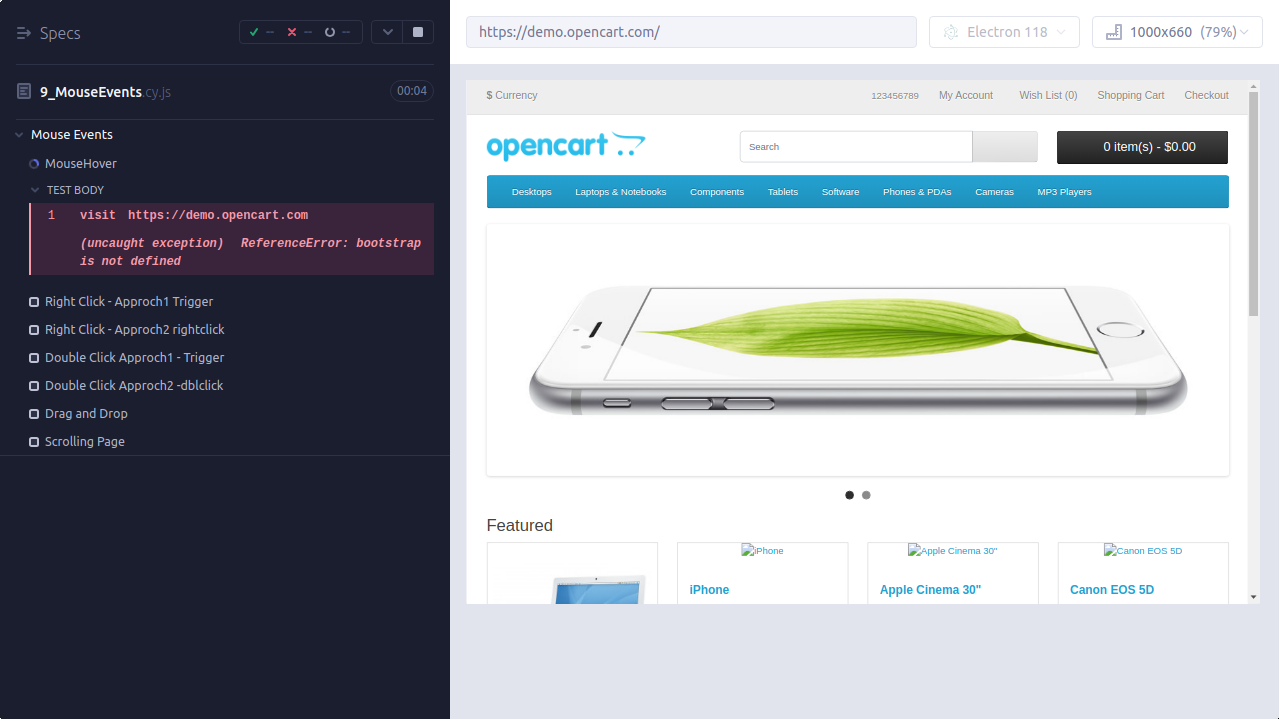 Specs
-- -- --
9_MouseEvents.cy.js 00:04
Mouse Events
MouseHover
TEST BODY
1 visit https://demo.opencart.com
(uncaught exception) ReferenceError: bootstrap
is not defined
Right Click - Approch1 Trigger
Right Click - Approch2 rightclick
Double Click Approch1 - Trigger
Double Click Approch2 -dblclick
Drag and Drop
Scrolling Page
https://demo.opencart.com/ Electron 118 1000x660 (79%)
$ Currency 123456789 My Account Wish List (0) Shopping Cart Checkout
opencart Search 0 item(s) - $0.00
Desktops Laptops & Notebooks Components Tablets Software Phones & PDAs Cameras MP3 Players
Featured
iPhone Apple Cinema 30" Canon EOS 5D
iPhone Apple Cinema 30" Canon EOS 5D